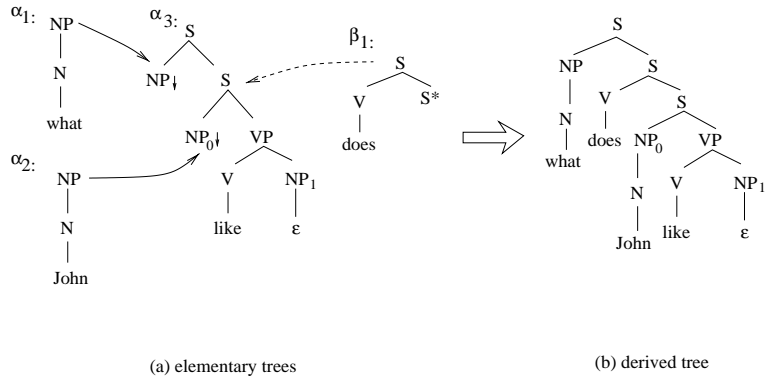 α1: NP
N
what
α2: NP
N
John
α3: S
NP↓ S
NP0↓ VP
V NP1
like ε
β1: S
V S*
does
S
NP S
N V S
what does NP0 VP
N V NP1
John like ε
(a) elementary trees
(b) derived tree